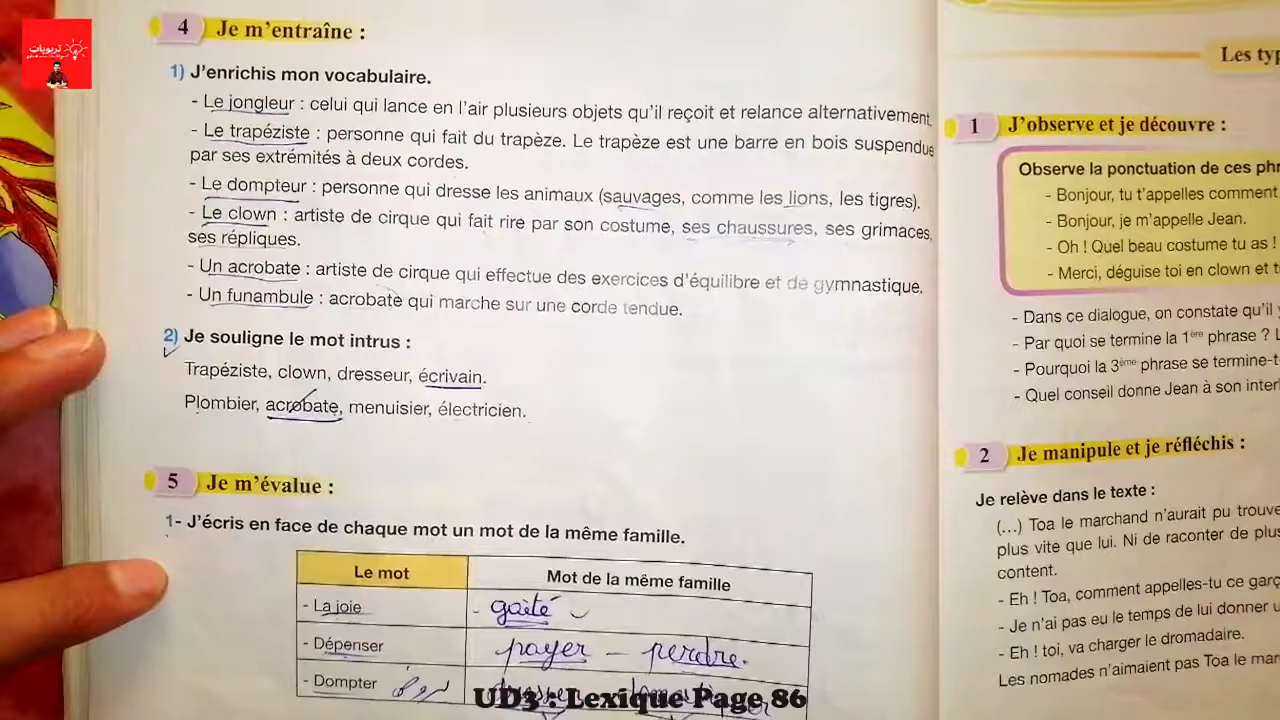 تربويات
4 Je m'entraîne :
1) J'enrichis mon vocabulaire.
- Le jongleur : celui qui lance en l'air plusieurs objets qu'il reçoit et relance alternativement.
- Le trapéziste : personne qui fait du trapèze. Le trapèze est une barre en bois suspendue
par ses extrémités à deux cordes.
- Le dompteur : personne qui dresse les animaux (sauvages, comme les lions, les tigres).
- Le clown : artiste de cirque qui fait rire par son costume, ses chaussures, ses grimaces,
ses répliques.
- Un acrobate : artiste de cirque qui effectue des exercices d'équilibre et de gymnastique.
- Un funambule : acrobate qui marche sur une corde tendue.
2) Je souligne le mot intrus :
Trapéziste, clown, dresseur, écrivain.
Plombier, acrobate, menuisier, électricien.
5 Je m'évalue :
1- J'écris en face de chaque mot un mot de la même famille.
Le mot Mot de la même famille
- La joie - gaité
- Dépenser payer - perdre.
- Dompter
UD3 : Lexique Page 86
Les typ
1 J'observe et je découvre :
Observe la ponctuation de ces phr
- Bonjour, tu t'appelles comment
- Bonjour, je m'appelle Jean.
- Oh ! Quel beau costume tu as !
- Merci, déguise toi en clown et t
- Dans ce dialogue, on constate qu'il y
- Par quoi se termine la 1ère phrase ? L
- Pourquoi la 3ème phrase se termine-t
- Quel conseil donne Jean à son inter
2 Je manipule et je réfléchis :
Je relève dans le texte :
(...) Toa le marchand n'aurait pu trouve
plus vite que lui. Ni de raconter de plus
content.
- Eh ! Toa, comment appelles-tu ce garç
- Je n'ai pas eu le temps de lui donner u
- Eh ! toi, va charger le dromadaire.
Les nomades n'aimaient pas Toa le mar